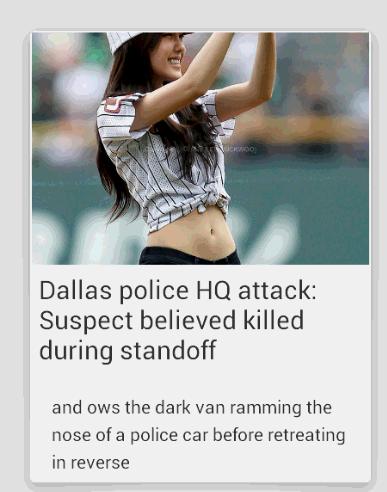 Dallas police HQ attack:
Suspect believed killed
during standoff
and ows the dark van ramming the
nose of a police car before retreating
in reverse